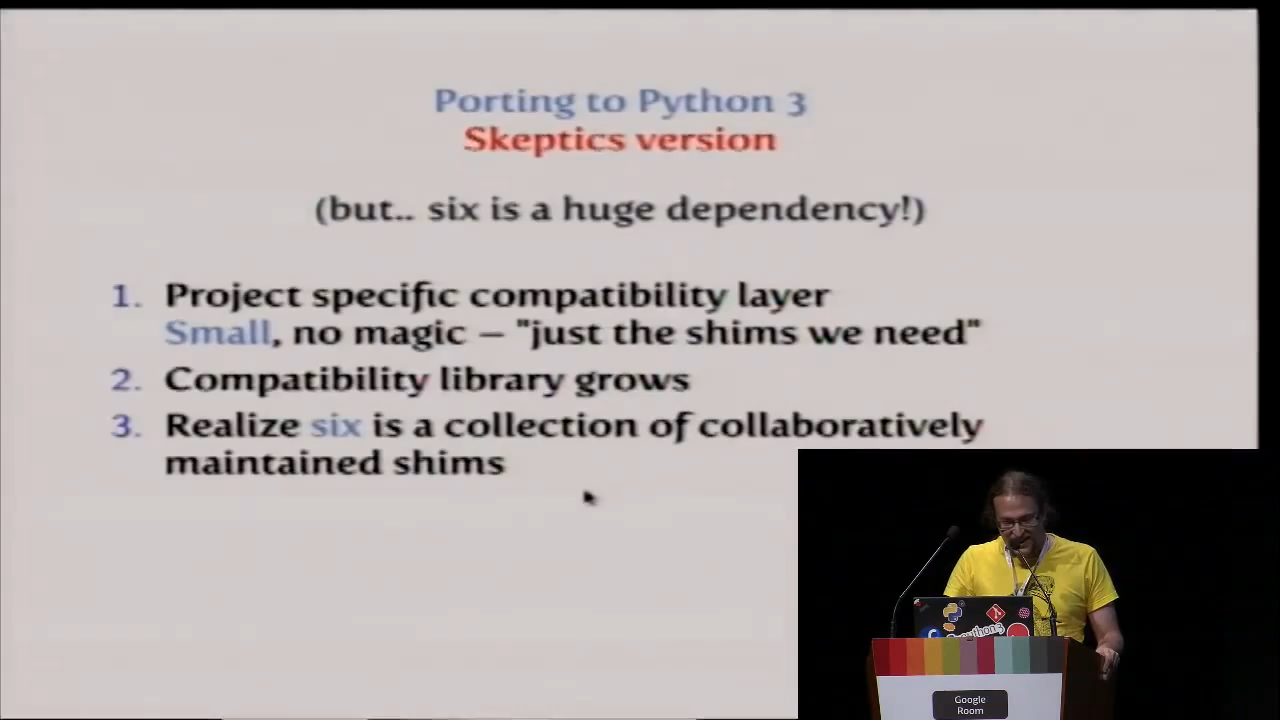 Porting to Python 3
Skeptics version
(but.. six is a huge dependency!)
1. Project specific compatibility layer
Small, no magic – "just the shims we need"
2. Compatibility library grows
3. Realize six is a collection of collaboratively
maintained shims
python3
Google
Room